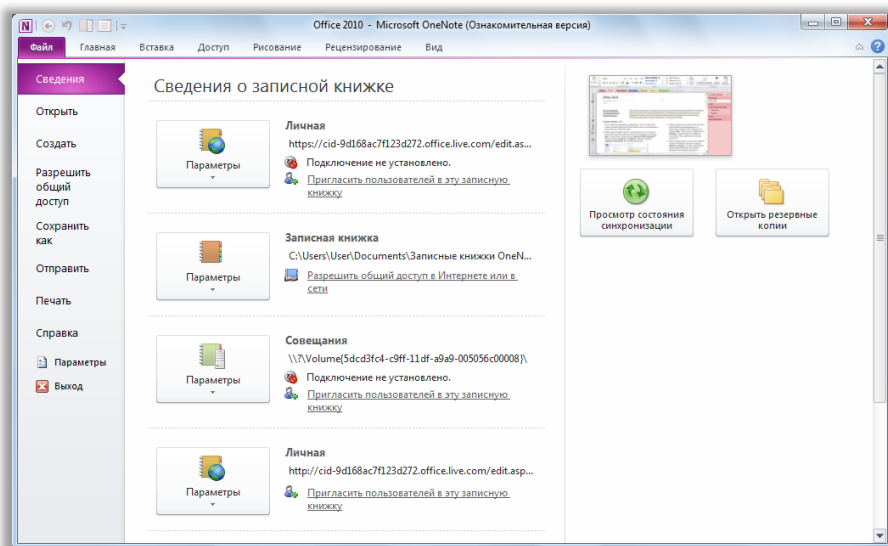 Office 2010 - Microsoft OneNote (Ознакомительная версия)
Файл Главная Вставка Доступ Рисование Рецензирование Вид
Сведения
Открыть
Создать
Разрешить
общий
доступ
Сохранить
как
Отправить
Печать
Справка
Параметры
Выход
Сведения о записной книжке
Параметры
Личная
https://cid-9d168ac7f123d272.office.live.com/edit.as...
Подключение не установлено.
Пригласить пользователей в эту записную
книжку
Параметры
Записная книжка
C:\Users\User\Documents\Записные книжки OneN...
Разрешить общий доступ в Интернете или в
сети
Параметры
Совещания
\\?\Volume{5dcd3fc4-c9ff-11df-a9a9-005056c00008}\
Подключение не установлено.
Пригласить пользователей в эту записную
книжку
Параметры
Личная
http://cid-9d168ac7f123d272.office.live.com/edit.asp...
Пригласить пользователей в эту записную
книжку
Просмотр состояния
синхронизации
Открыть резервные
копии